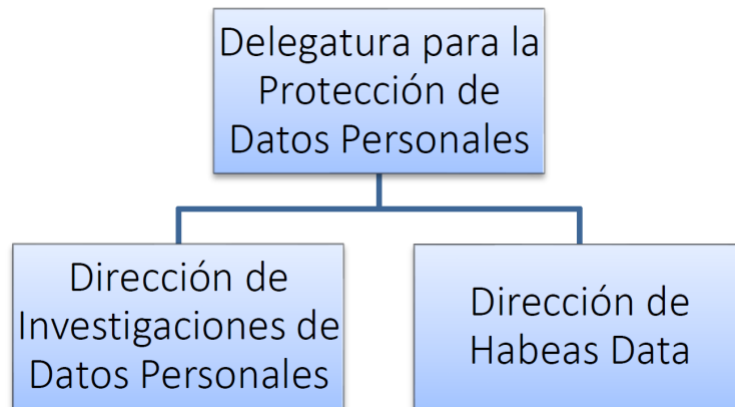 Delegatura para la
Protección de
Datos Personales
Dirección de
Investigaciones de
Datos Personales
Dirección de
Habeas Data